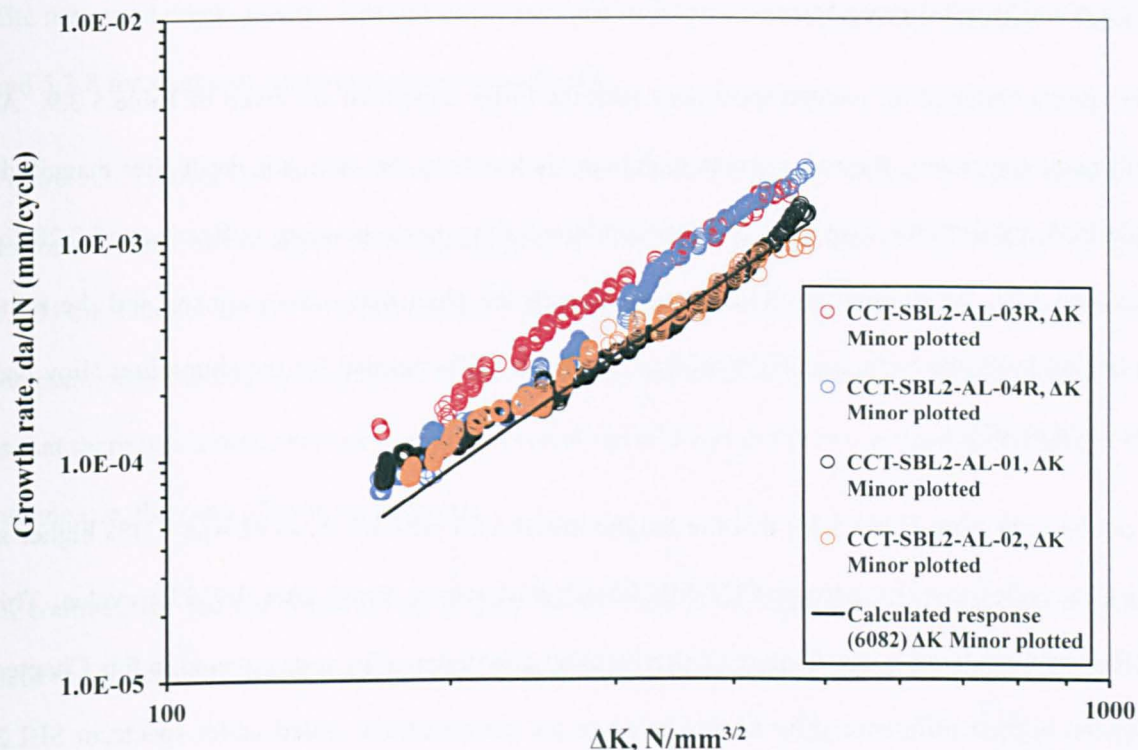 1.0E-02
1.0E-03
1.0E-04
1.0E-05
Growth rate, da/dN (mm/cycle)
100
1000
ΔK, N/mm3/2
CCT-SBL2-AL-03R, ΔK
Minor plotted
CCT-SBL2-AL-04R, ΔK
Minor plotted
CCT-SBL2-AL-01, ΔK
Minor plotted
CCT-SBL2-AL-02, ΔK
Minor plotted
Calculated response
(6082) ΔK Minor plotted